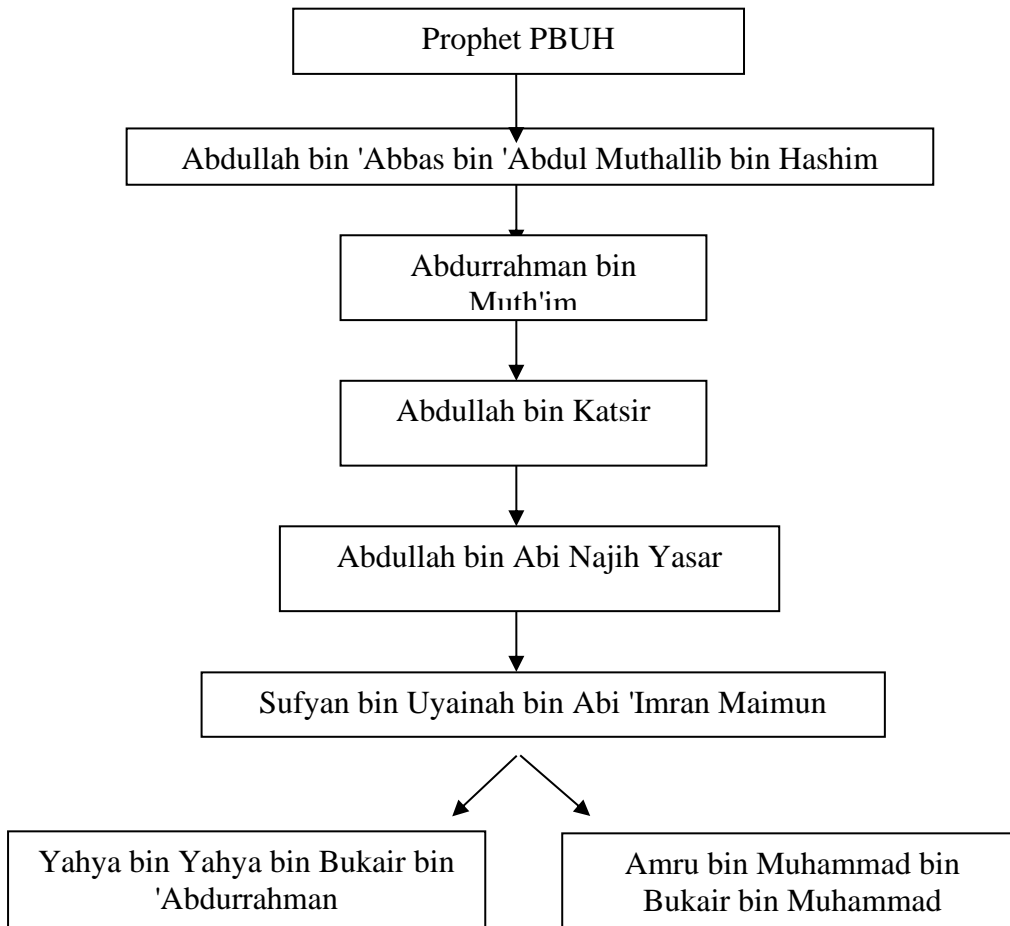 Prophet PBUH
Abdullah bin 'Abbas bin 'Abdul Muthallib bin Hashim
Abdurrahman bin
Muth'im
Abdullah bin Katsir
Abdullah bin Abi Najih Yasar
Sufyan bin Uyainah bin Abi 'Imran Maimun
Yahya bin Yahya bin Bukair bin
'Abdurrahman
Amru bin Muhammad bin
Bukair bin Muhammad